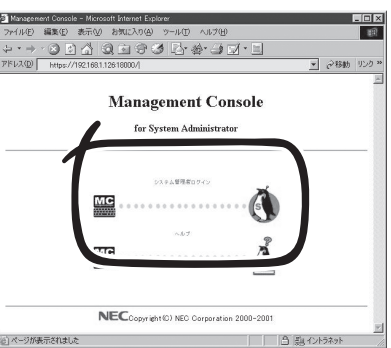 Management Console - Microsoft Internet Explorer
ファイル(F) 編集(E) 表示(V) お気に入り(A) ツール(T) ヘルプ(H)
アドレス(D) https://192.168.1.126:18000/ 移動 リンク »
Management Console
for System Administrator
システム管理者ログイン
MC S
ヘルプ
MC ?
NEC Copyright(C) NEC Corporation 2000-2001
ページが表示されました イントラネット